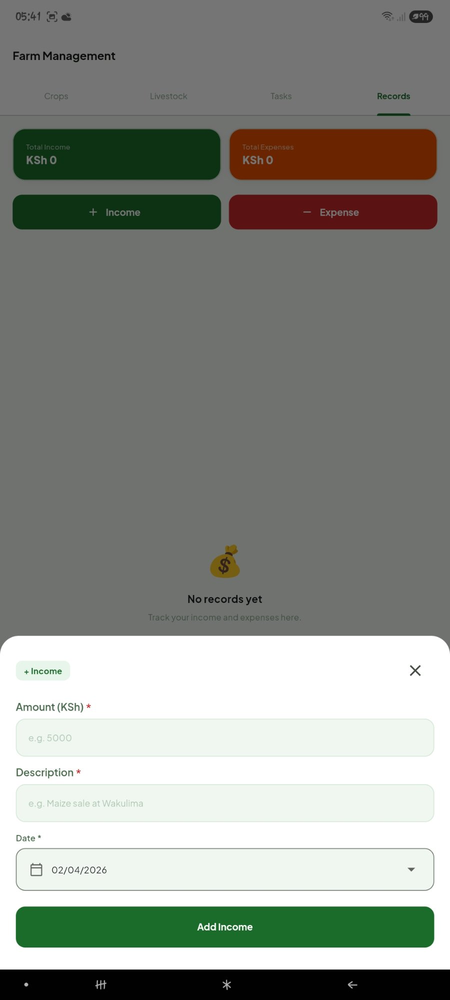 05:41
99
Farm Management
Crops Livestock Tasks Records
Total Income
KSh 0
Total Expenses
KSh 0
+ Income
− Expense
$
No records yet
Track your income and expenses here.
+ Income
Amount (KSh) *
e.g. 5000
Description *
e.g. Maize sale at Wakulima
Date *
02/04/2026
Add Income